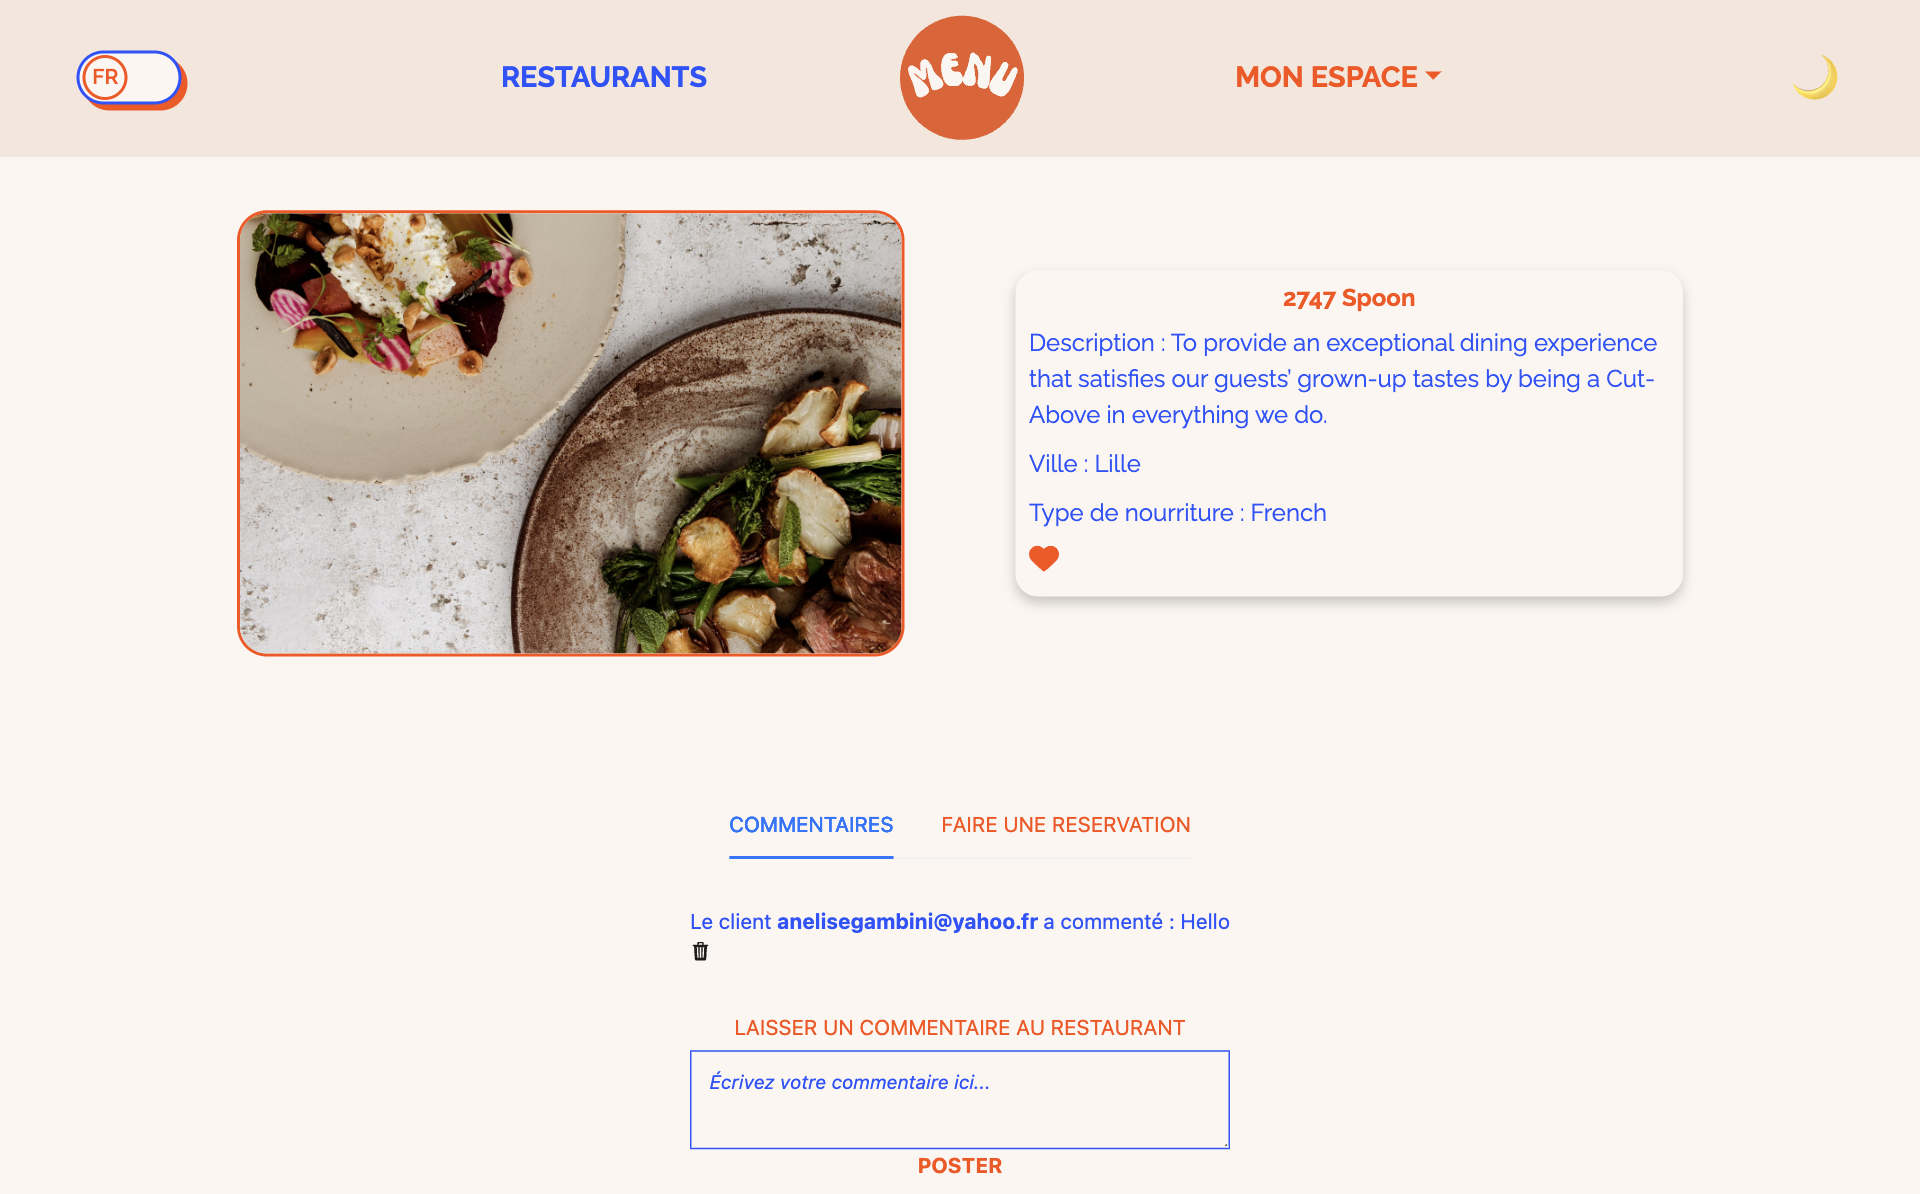 FR
RESTAURANTS
MENU
MON ESPACE
2747 Spoon
Description : To provide an exceptional dining experience
that satisfies our guests’ grown-up tastes by being a Cut-
Above in everything we do.
Ville : Lille
Type de nourriture : French
COMMENTAIRES
FAIRE UNE RESERVATION
Le client anelisegambini@yahoo.fr a commenté : Hello
LAISSER UN COMMENTAIRE AU RESTAURANT
Écrivez votre commentaire ici...
POSTER